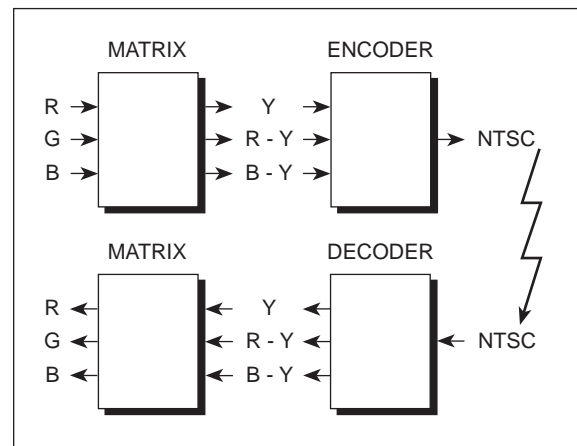 MATRIX ENCODER
R Y
G R - Y NTSC
B B - Y
MATRIX DECODER
R Y
G R - Y NTSC
B B - Y